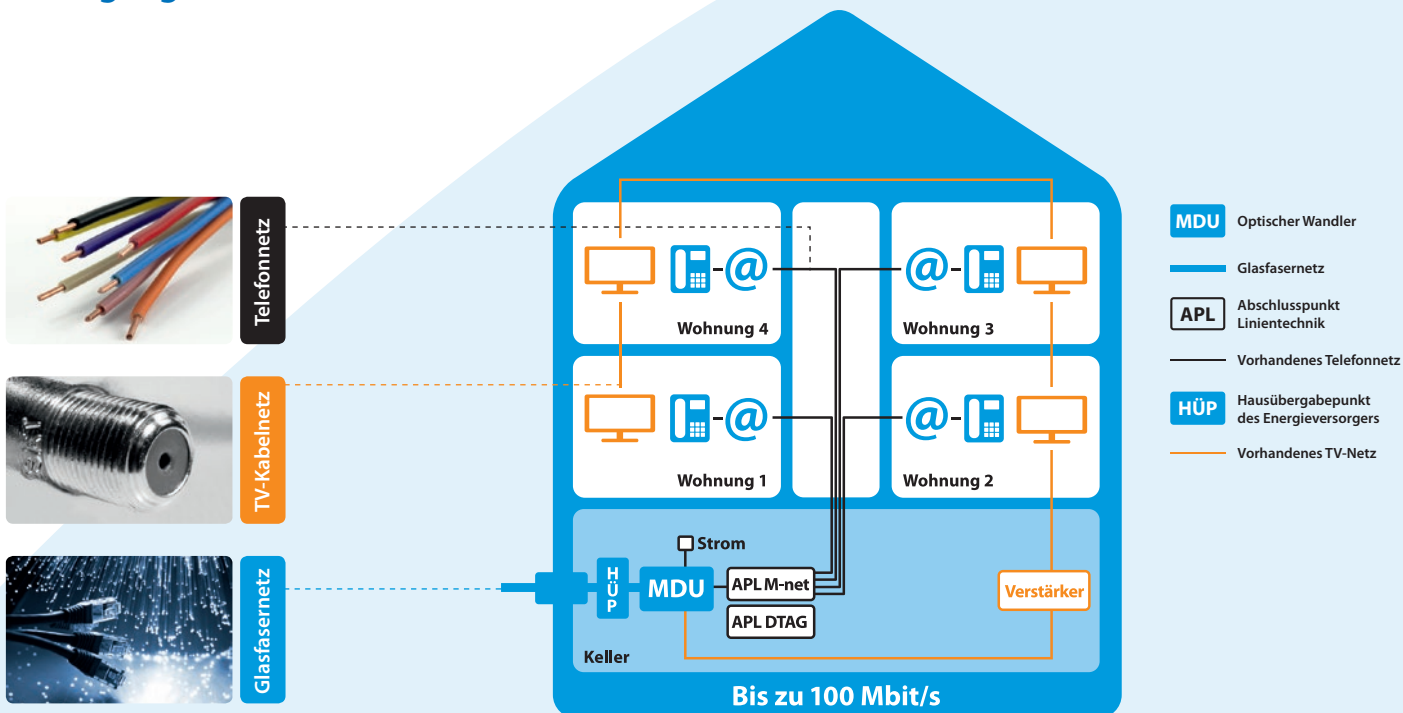 Telefonnetz
TV-Kabelnetz
Glasfasernetz
@
@
Wohnung 4
Wohnung 3
@
@
Wohnung 1
Wohnung 2
Strom
HÜP
MDU
APL M-net
APL DTAG
Verstärker
Keller
Bis zu 100 Mbit/s
MDU
Optischer Wandler
Glasfasernetz
APL
Abschlusspunkt
Linientechnik
Vorhandenes Telefonnetz
HÜP
Hausübergabepunkt
des Energieversorgers
Vorhandenes TV-Netz